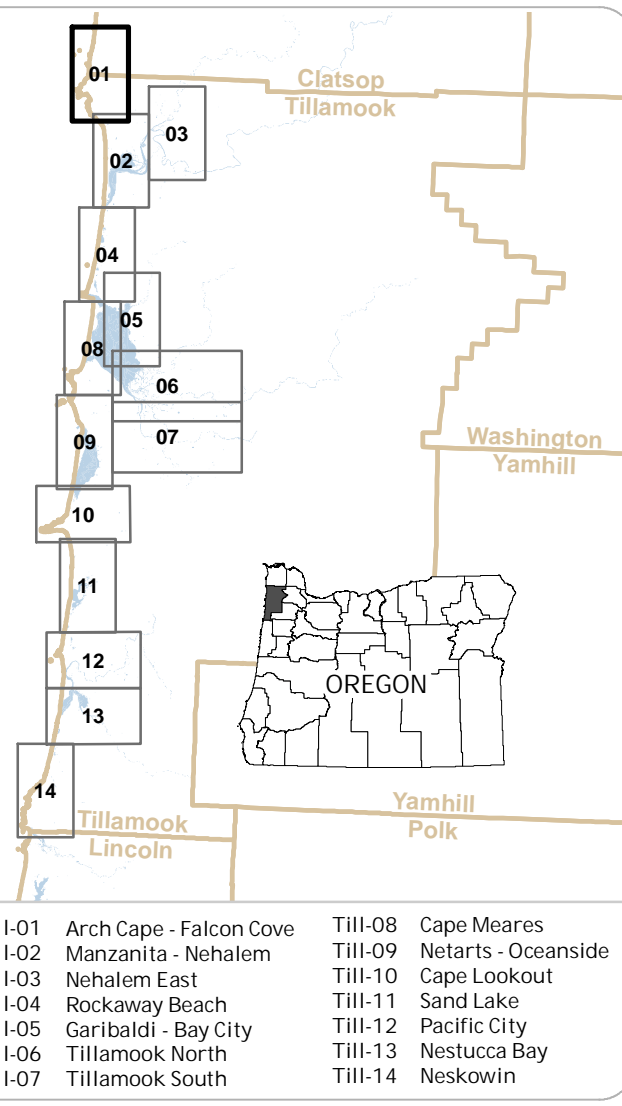 01
Clatsop
Tillamook
03
02
04
05
08
06
07
09
Washington
Yamhill
10
11
12
OREGON
13
14
Yamhill
Polk
Tillamook
Lincoln
I-01 Arch Cape - Falcon Cove
I-02 Manzanita - Nehalem
I-03 Nehalem East
I-04 Rockaway Beach
I-05 Garibaldi - Bay City
I-06 Tillamook North
I-07 Tillamook South
Till-08 Cape Meares
Till-09 Netarts - Oceanside
Till-10 Cape Lookout
Till-11 Sand Lake
Till-12 Pacific City
Till-13 Nestucca Bay
Till-14 Neskowin